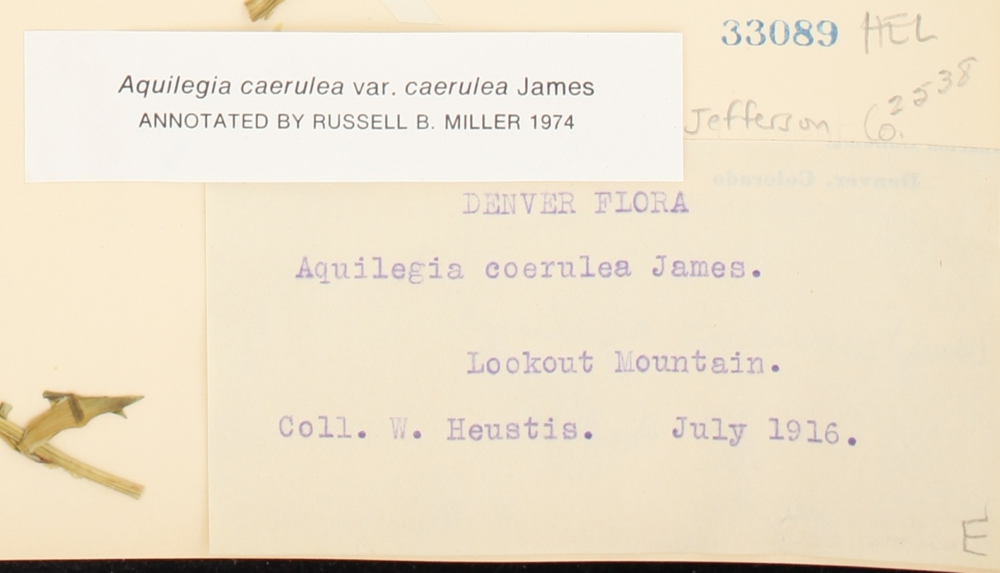 33089 HEL
Aquilegia caerulea var. caerulea James
ANNOTATED BY RUSSELL B. MILLER 1974
2538
Jefferson Co.
Denver, Colorado
DENVER FLORA
Aquilegia coerulea James.
Lookout Mountain.
Coll. W. Heustis. July 1916.
E